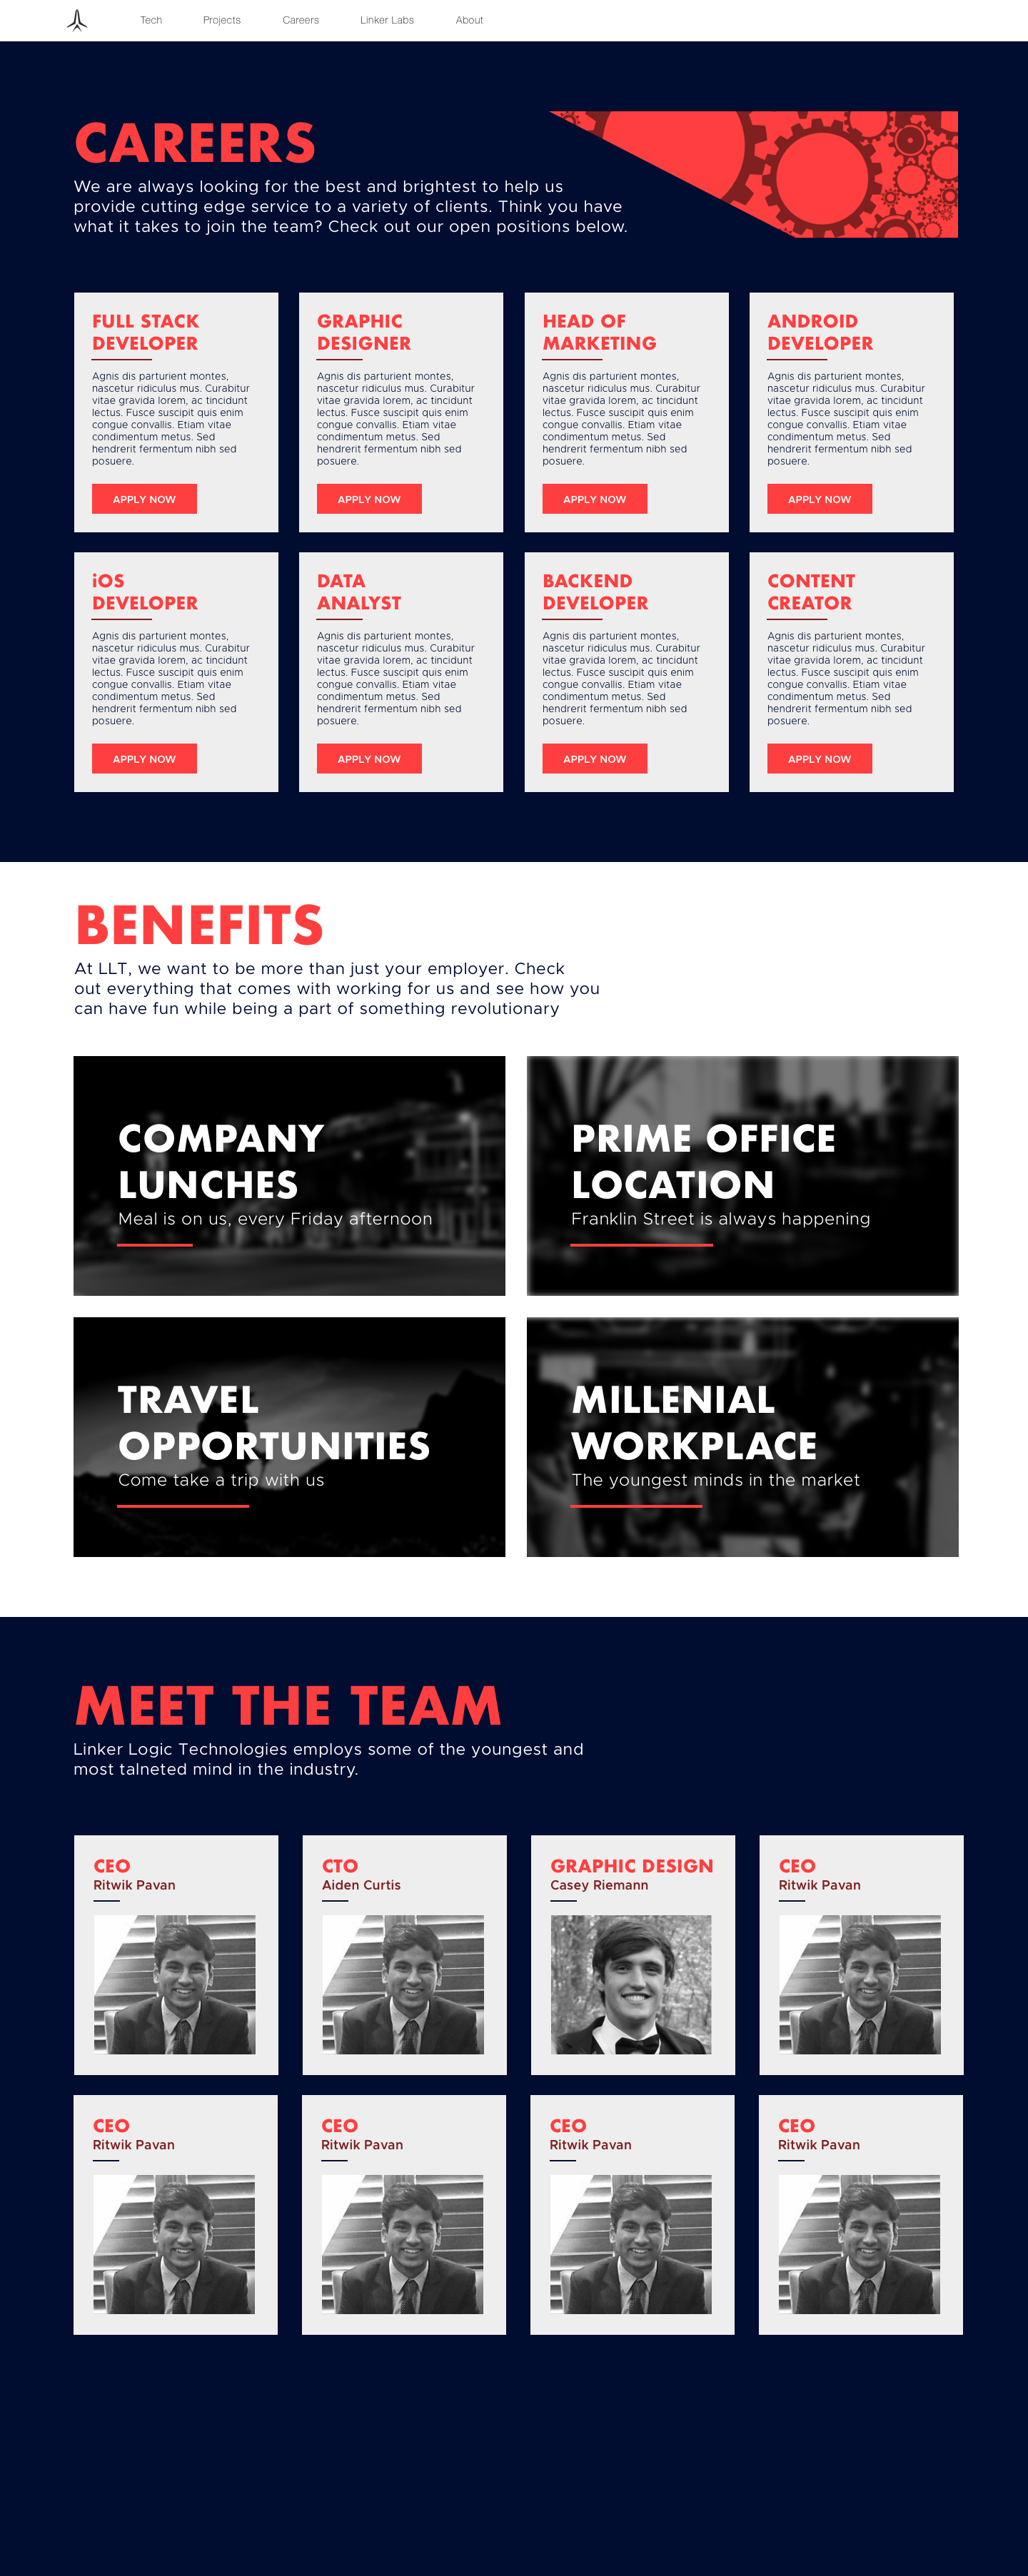 Tech Projects Careers Linker Labs About
CAREERS
We are always looking for the best and brightest to help us
provide cutting edge service to a variety of clients. Think you have
what it takes to join the team? Check out our open positions below.
FULL STACK
DEVELOPER
Agnis dis parturient montes,
nascetur ridiculus mus. Curabitur
vitae gravida lorem, ac tincidunt
lectus. Fusce suscipit quis enim
congue convallis. Etiam vitae
condimentum metus. Sed
hendrerit fermentum nibh sed
posuere.
APPLY NOW
GRAPHIC
DESIGNER
Agnis dis parturient montes,
nascetur ridiculus mus. Curabitur
vitae gravida lorem, ac tincidunt
lectus. Fusce suscipit quis enim
congue convallis. Etiam vitae
condimentum metus. Sed
hendrerit fermentum nibh sed
posuere.
APPLY NOW
HEAD OF
MARKETING
Agnis dis parturient montes,
nascetur ridiculus mus. Curabitur
vitae gravida lorem, ac tincidunt
lectus. Fusce suscipit quis enim
congue convallis. Etiam vitae
condimentum metus. Sed
hendrerit fermentum nibh sed
posuere.
APPLY NOW
ANDROID
DEVELOPER
Agnis dis parturient montes,
nascetur ridiculus mus. Curabitur
vitae gravida lorem, ac tincidunt
lectus. Fusce suscipit quis enim
congue convallis. Etiam vitae
condimentum metus. Sed
hendrerit fermentum nibh sed
posuere.
APPLY NOW
iOS
DEVELOPER
Agnis dis parturient montes,
nascetur ridiculus mus. Curabitur
vitae gravida lorem, ac tincidunt
lectus. Fusce suscipit quis enim
congue convallis. Etiam vitae
condimentum metus. Sed
hendrerit fermentum nibh sed
posuere.
APPLY NOW
DATA
ANALYST
Agnis dis parturient montes,
nascetur ridiculus mus. Curabitur
vitae gravida lorem, ac tincidunt
lectus. Fusce suscipit quis enim
congue convallis. Etiam vitae
condimentum metus. Sed
hendrerit fermentum nibh sed
posuere.
APPLY NOW
BACKEND
DEVELOPER
Agnis dis parturient montes,
nascetur ridiculus mus. Curabitur
vitae gravida lorem, ac tincidunt
lectus. Fusce suscipit quis enim
congue convallis. Etiam vitae
condimentum metus. Sed
hendrerit fermentum nibh sed
posuere.
APPLY NOW
CONTENT
CREATOR
Agnis dis parturient montes,
nascetur ridiculus mus. Curabitur
vitae gravida lorem, ac tincidunt
lectus. Fusce suscipit quis enim
congue convallis. Etiam vitae
condimentum metus. Sed
hendrerit fermentum nibh sed
posuere.
APPLY NOW
BENEFITS
At LLT, we want to be more than just your employer. Check
out everything that comes with working for us and see how you
can have fun while being a part of something revolutionary
COMPANY
LUNCHES
Meal is on us, every Friday afternoon
PRIME OFFICE
LOCATION
Franklin Street is always happening
TRAVEL
OPPORTUNITIES
Come take a trip with us
MILLENIAL
WORKPLACE
The youngest minds in the market
MEET THE TEAM
Linker Logic Technologies employs some of the youngest and
most talneted mind in the industry.
CEO
Ritwik Pavan
CTO
Aiden Curtis
GRAPHIC DESIGN
Casey Riemann
CEO
Ritwik Pavan
CEO
Ritwik Pavan
CEO
Ritwik Pavan
CEO
Ritwik Pavan
CEO
Ritwik Pavan